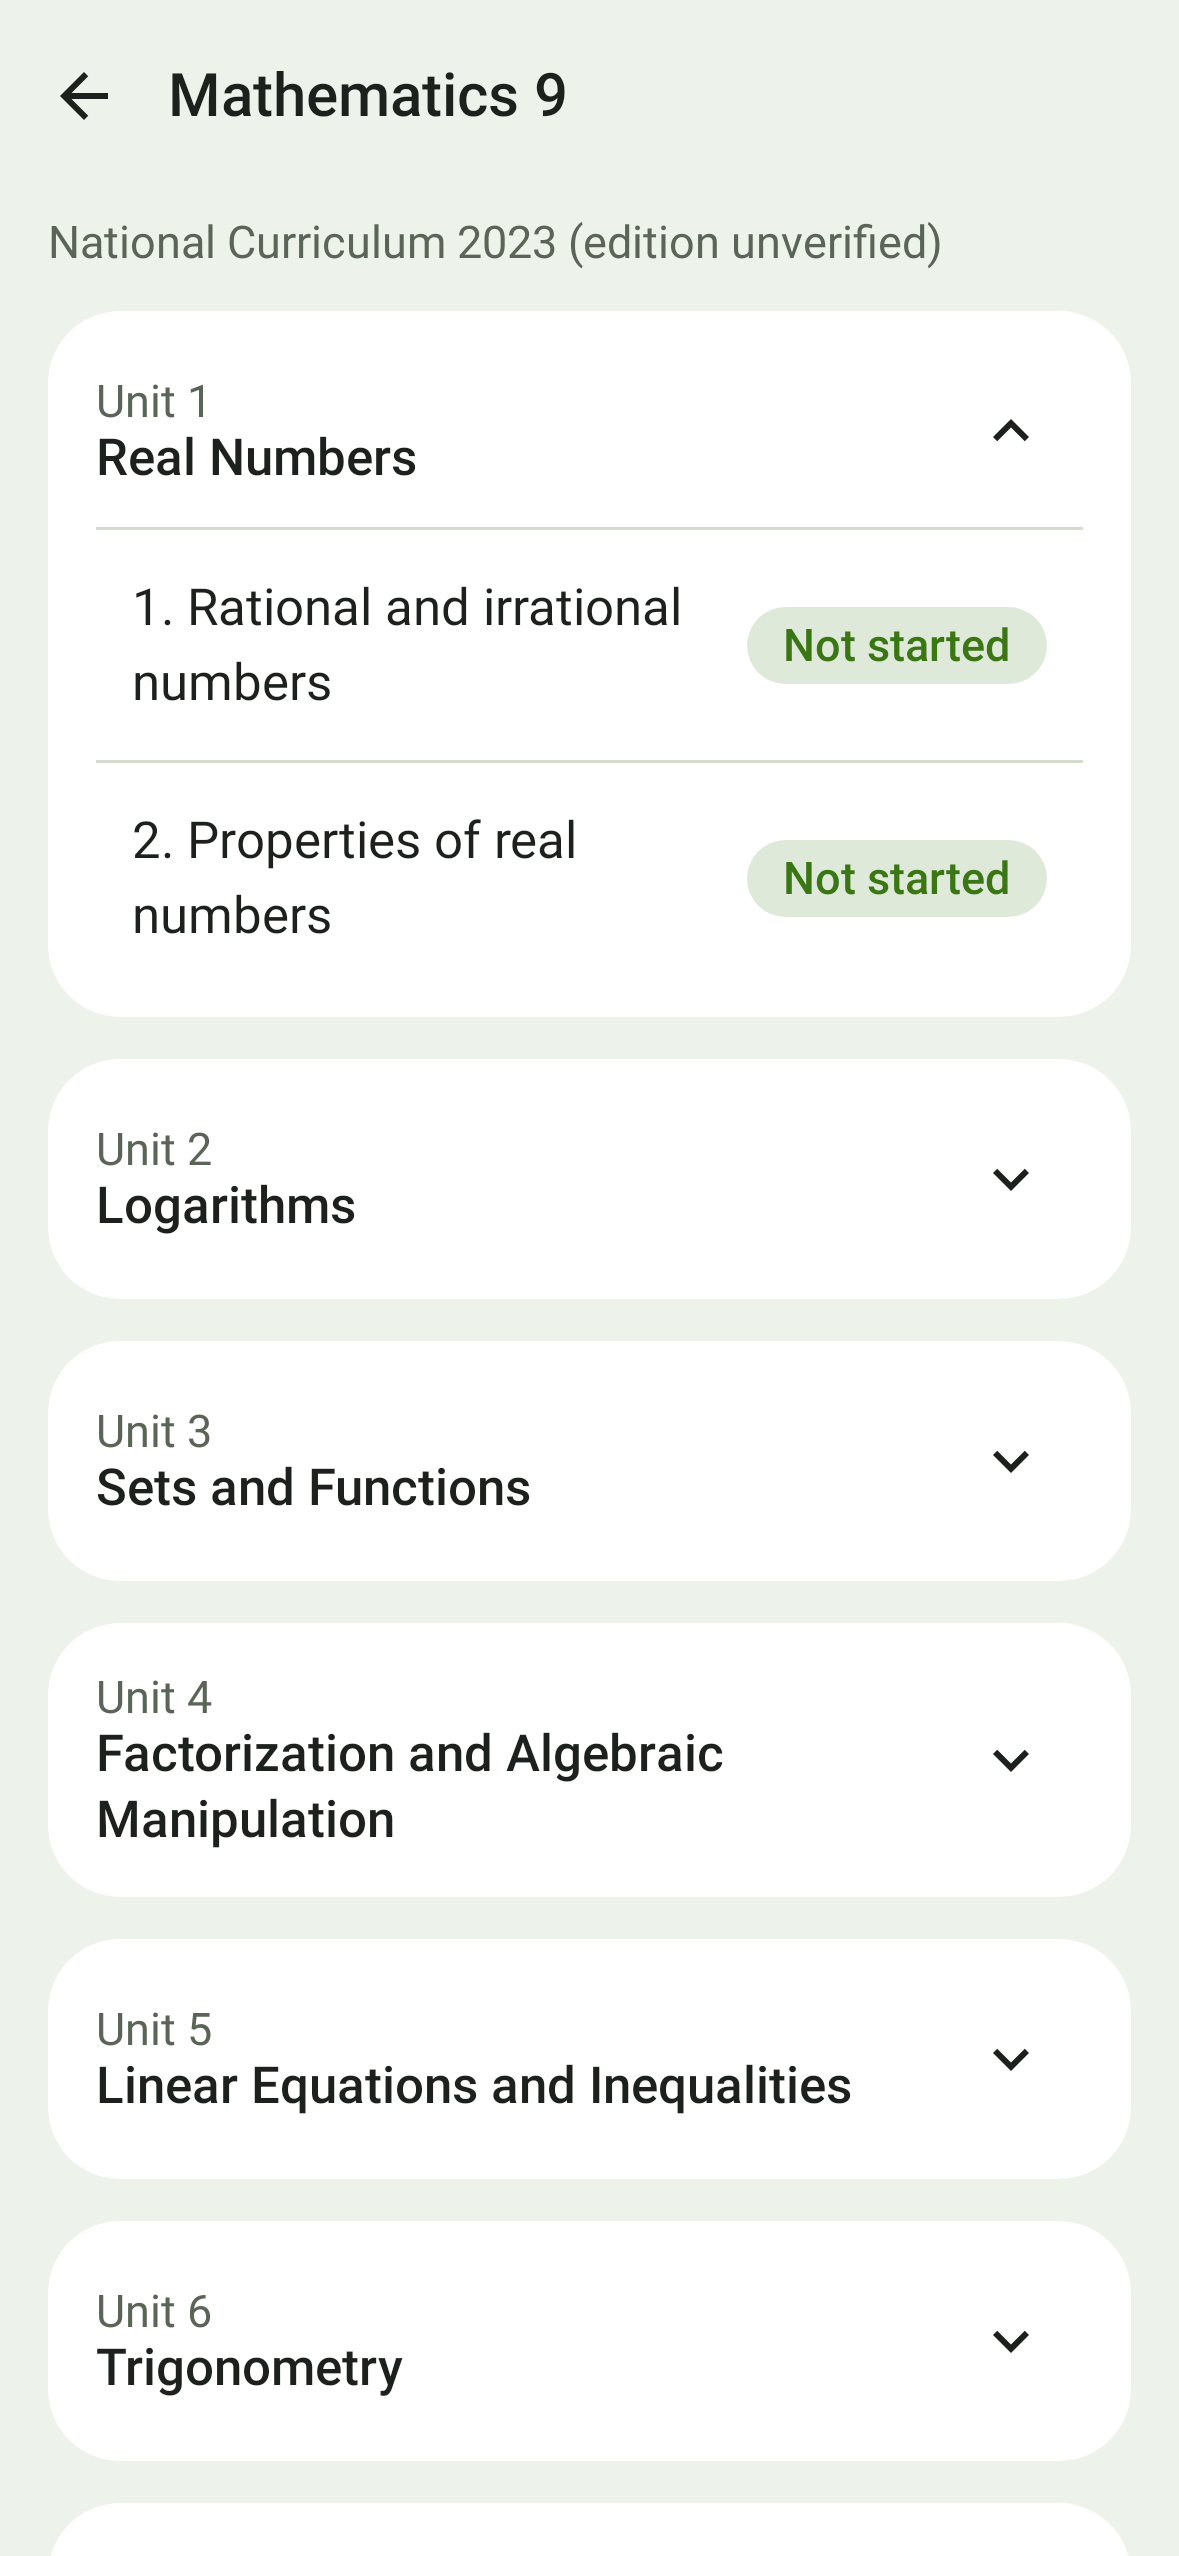 Mathematics 9
National Curriculum 2023 (edition unverified)
Unit 1
Real Numbers
1. Rational and irrational
numbers
Not started
2. Properties of real
numbers
Not started
Unit 2
Logarithms
Unit 3
Sets and Functions
Unit 4
Factorization and Algebraic
Manipulation
Unit 5
Linear Equations and Inequalities
Unit 6
Trigonometry